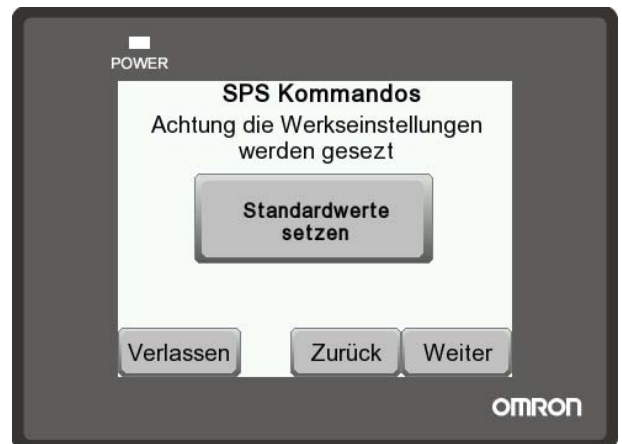 POWER
SPS Kommandos
Achtung die Werkseinstellungen
werden gesezt
Standardwerte
setzen
Verlassen Zurück Weiter
OMRON